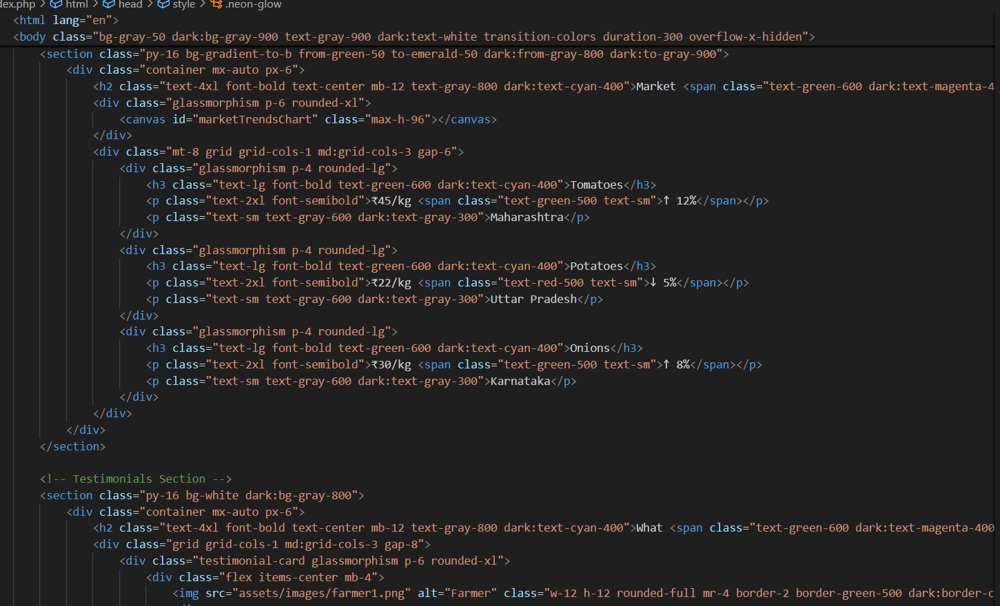 dex.php > html > head > style > .neon-glow
<html lang="en">
<body class="bg-gray-50 dark:bg-gray-900 text-gray-900 dark:text-white transition-colors duration-300 overflow-x-hidden">
<section class="py-16 bg-gradient-to-b from-green-50 to-emerald-50 dark:from-gray-800 dark:to-gray-900">
<div class="container mx-auto px-6">
<h2 class="text-4xl font-bold text-center mb-12 text-gray-800 dark:text-cyan-400">Market <span class="text-green-600 dark:text-magenta-4
<div class="glassmorphism p-6 rounded-xl">
<canvas id="marketTrendsChart" class="max-h-96"></canvas>
</div>
<div class="mt-8 grid grid-cols-1 md:grid-cols-3 gap-6">
<div class="glassmorphism p-4 rounded-lg">
<h3 class="text-lg font-bold text-green-600 dark:text-cyan-400">Tomatoes</h3>
<p class="text-2xl font-semibold">₹45/kg <span class="text-green-500 text-sm">↑ 12%</span></p>
<p class="text-sm text-gray-600 dark:text-gray-300">Maharashtra</p>
</div>
<div class="glassmorphism p-4 rounded-lg">
<h3 class="text-lg font-bold text-green-600 dark:text-cyan-400">Potatoes</h3>
<p class="text-2xl font-semibold">₹22/kg <span class="text-red-500 text-sm">↓ 5%</span></p>
<p class="text-sm text-gray-600 dark:text-gray-300">Uttar Pradesh</p>
</div>
<div class="glassmorphism p-4 rounded-lg">
<h3 class="text-lg font-bold text-green-600 dark:text-cyan-400">Onions</h3>
<p class="text-2xl font-semibold">₹30/kg <span class="text-green-500 text-sm">↑ 8%</span></p>
<p class="text-sm text-gray-600 dark:text-gray-300">Karnataka</p>
</div>
</div>
</div>
</section>
<!-- Testimonials Section -->
<section class="py-16 bg-white dark:bg-gray-800">
<div class="container mx-auto px-6">
<h2 class="text-4xl font-bold text-center mb-12 text-gray-800 dark:text-cyan-400">What <span class="text-green-600 dark:text-magenta-400
<div class="grid grid-cols-1 md:grid-cols-3 gap-8">
<div class="testimonial-card glassmorphism p-6 rounded-xl">
<div class="flex items-center mb-4">
<img src="assets/images/farmer1.png" alt="Farmer" class="w-12 h-12 rounded-full mr-4 border-2 border-green-500 dark:border-c